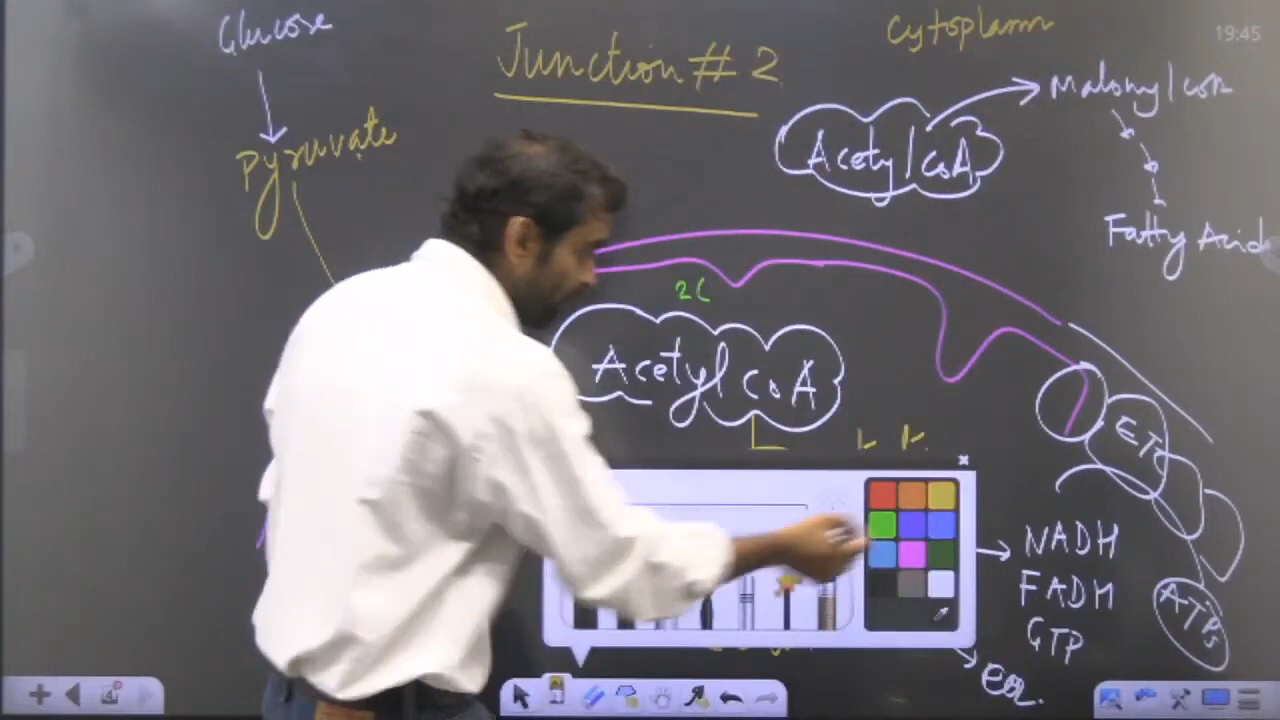 Glucose
Pyruvate
Junction # 2
Cytoplasm
19:45
Acetyl CoA
Malonyl CoA
Fatty Acid
2C
Acetyl CoA
ETC
NADH
FADH
GTP
ATPs